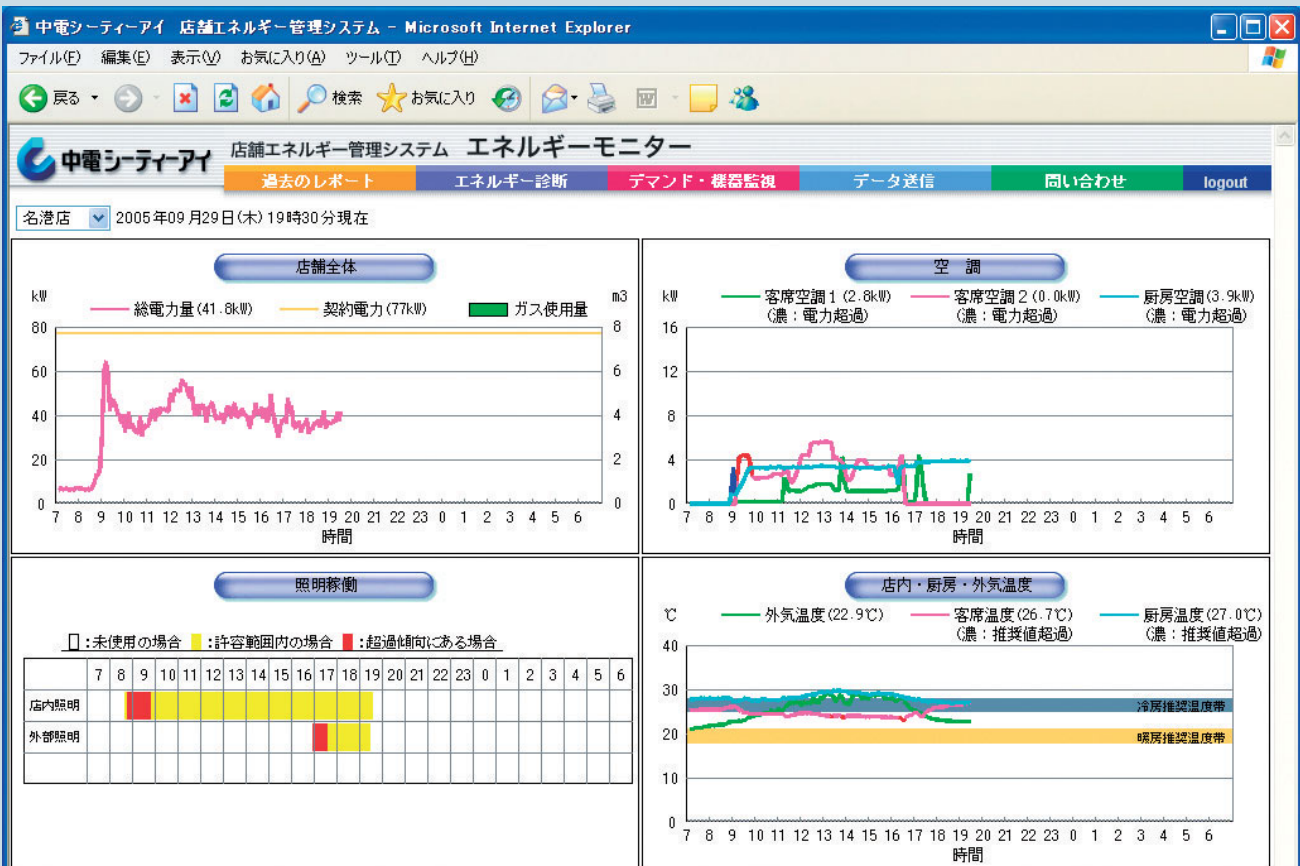 中電シーティーアイ 店舗エネルギー管理システム - Microsoft Internet Explorer
ファイル(F) 編集(E) 表示(V) お気に入り(A) ツール(T) ヘルプ(H)
戻る 検索 お気に入り
中電シーティーアイ 店舗エネルギー管理システム エネルギーモニター
過去のレポート エネルギー診断 デマンド・機器監視 データ送信 問い合わせ logout
名港店 2005年09月29日(木)19時30分現在
店舗全体
kW 総電力量(41.8kW) 契約電力(77kW) ガス使用量 m3
80 8
60 6
40 4
20 2
0 0
7 8 9 10 11 12 13 14 15 16 17 18 19 20 21 22 23 0 1 2 3 4 5 6
時間
空 調
kW 客席空調1(2.8kW) 客席空調2(0.0kW) 厨房空調(3.9kW)
(濃:電力超過) (濃:電力超過) (濃:電力超過)
16
12
8
4
0
7 8 9 10 11 12 13 14 15 16 17 18 19 20 21 22 23 0 1 2 3 4 5 6
時間
照明稼働
:未使用の場合 :許容範囲内の場合 :超過傾向にある場合
7 8 9 10 11 12 13 14 15 16 17 18 19 20 21 22 23 0 1 2 3 4 5 6
店内照明
外部照明
店内・厨房・外気温度
℃ 外気温度(22.9℃) 客席温度(26.7℃) 厨房温度(27.0℃)
(濃:推奨値超過) (濃:推奨値超過)
40
30
冷房推奨温度帯
20
暖房推奨温度帯
10
0
7 8 9 10 11 12 13 14 15 16 17 18 19 20 21 22 23 0 1 2 3 4 5 6
時間